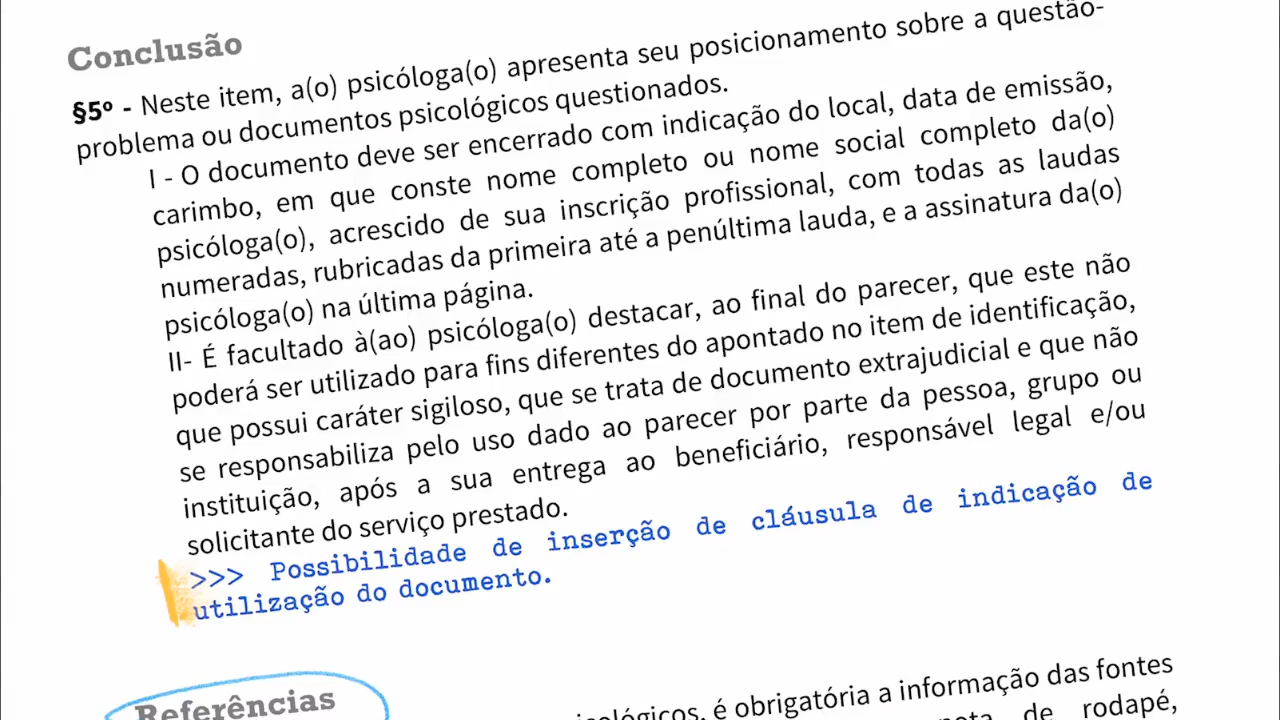 Conclusão
§5º - Neste item, a(o) psicóloga(o) apresenta seu posicionamento sobre a questão-
problema ou documentos psicológicos questionados.
I - O documento deve ser encerrado com indicação do local, data de emissão,
carimbo, em que conste nome completo ou nome social completo da(o)
psicóloga(o), acrescido de sua inscrição profissional, com todas as laudas
numeradas, rubricadas da primeira até a penúltima lauda, e a assinatura da(o)
psicóloga(o) na última página.
II- É facultado à(ao) psicóloga(o) destacar, ao final do parecer, que este não
poderá ser utilizado para fins diferentes do apontado no item de identificação,
que possui caráter sigiloso, que se trata de documento extrajudicial e que não
se responsabiliza pelo uso dado ao parecer por parte da pessoa, grupo ou
instituição, após a sua entrega ao beneficiário, responsável legal e/ou
solicitante do serviço prestado.
>>> Possibilidade de inserção de cláusula de indicação de
utilização do documento.
Referências
é obrigatória a informação das fontes
de rodapé,